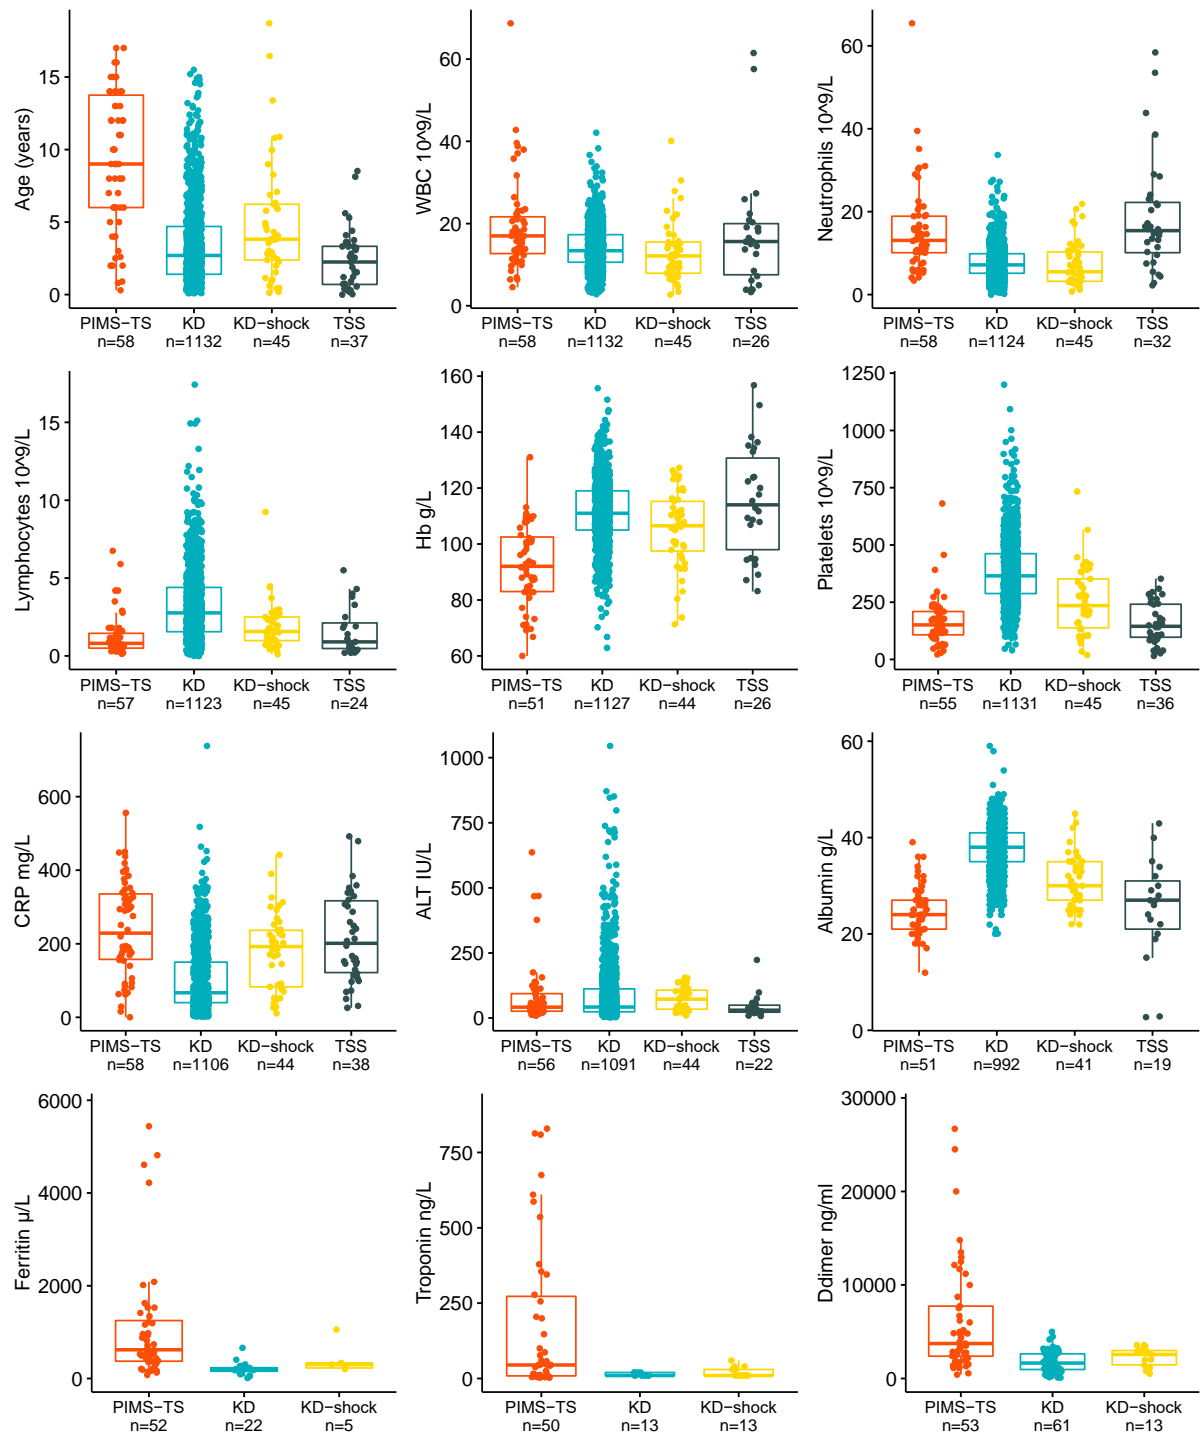 Age (years)
15
10
5
0
PIMS−TS KD KD−shock TSS
n=58 n=1132 n=45 n=37
WBC 10^9/L
60
40
20
0
PIMS−TS KD KD−shock TSS
n=58 n=1132 n=45 n=26
Neutrophils 10^9/L
60
40
20
0
PIMS−TS KD KD−shock TSS
n=58 n=1124 n=45 n=32
Lymphocytes 10^9/L
15
10
5
0
PIMS−TS KD KD−shock TSS
n=57 n=1123 n=45 n=24
Hb g/L
160
140
120
100
80
60
PIMS−TS KD KD−shock TSS
n=51 n=1127 n=44 n=26
Platelets 10^9/L
1250
1000
750
500
250
0
PIMS−TS KD KD−shock TSS
n=55 n=1131 n=45 n=36
CRP mg/L
600
400
200
0
PIMS−TS KD KD−shock TSS
n=58 n=1106 n=44 n=38
ALT IU/L
1000
750
500
250
0
PIMS−TS KD KD−shock TSS
n=56 n=1091 n=44 n=22
Albumin g/L
60
40
20
0
PIMS−TS KD KD−shock TSS
n=51 n=992 n=41 n=19
Ferritin µ/L
6000
4000
2000
0
PIMS−TS KD KD−shock
n=52 n=22 n=5
Troponin ng/L
750
500
250
0
PIMS−TS KD KD−shock
n=50 n=13 n=13
Ddimer ng/ml
30000
20000
10000
0
PIMS−TS KD KD−shock
n=53 n=61 n=13